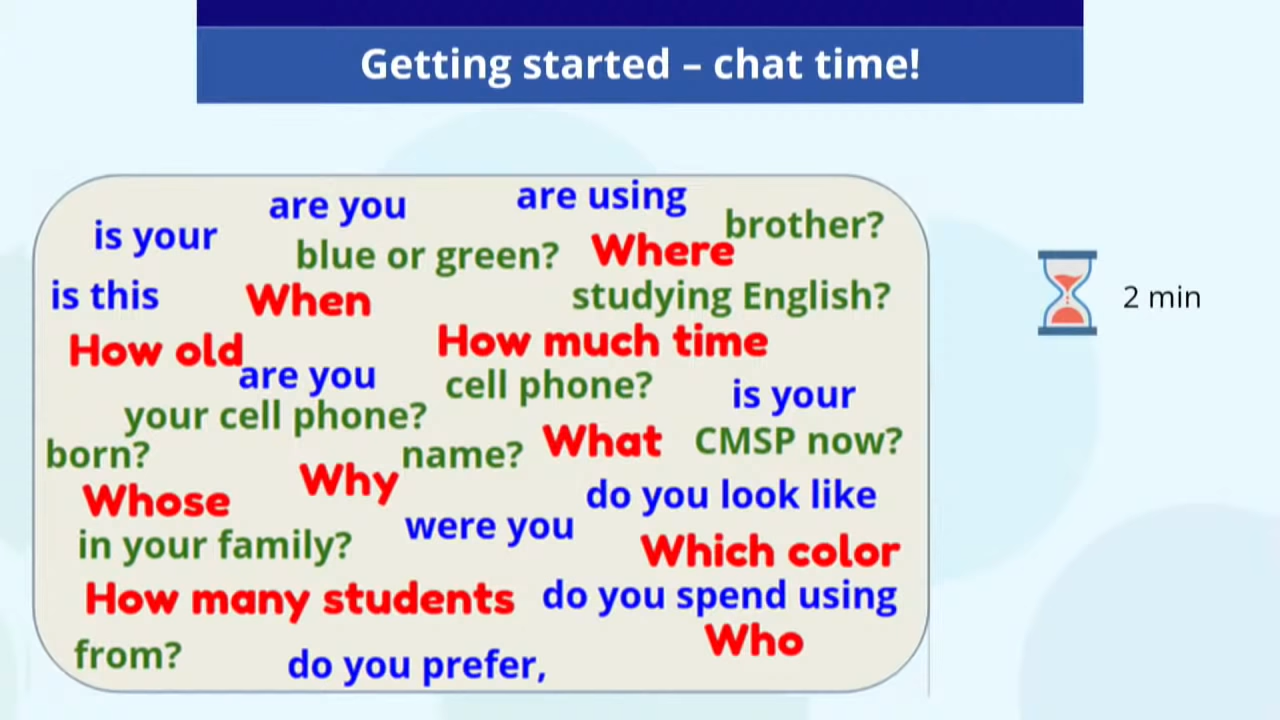 Getting started – chat time!
are you
are using
is your
brother?
blue or green?
Where
is this
When
studying English?
2 min
How old
How much time
are you
cell phone?
is your
your cell phone?
born?
name?
What
CMSP now?
Whose
Why
do you look like
in your family?
were you
Which color
How many students
do you spend using
Who
from?
do you prefer,